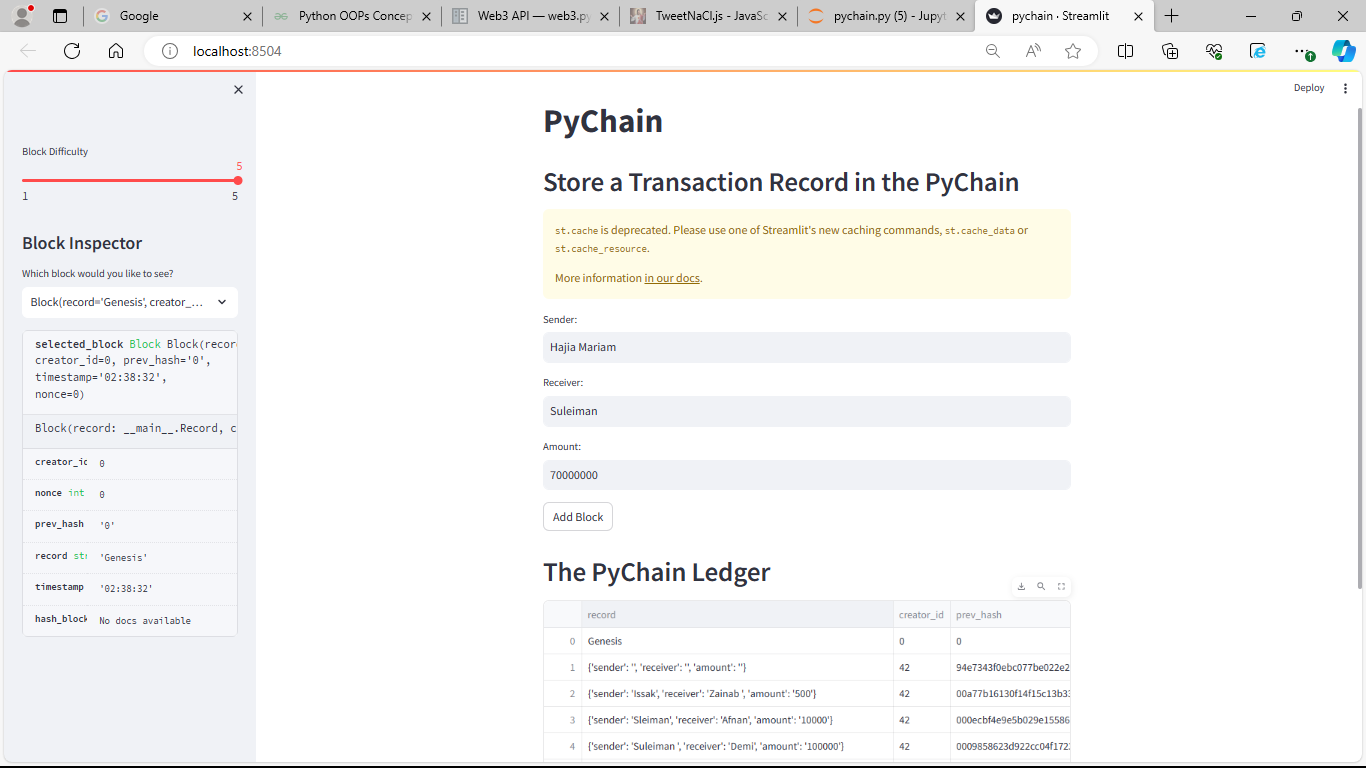 Google
Python OOPs Concep
Web3 API — web3.py
TweetNaCl.js - JavaSc
pychain.py (5) - Jupyt
pychain · Streamlit
localhost:8504
Deploy
Block Difficulty
5
1
5
Block Inspector
Which block would you like to see?
Block(record='Genesis', creator_...
selected_block Block Block(recor
creator_id=0, prev_hash='0',
timestamp='02:38:32',
nonce=0)
Block(record: __main__.Record, c
creator_id 0
nonce int 0
prev_hash '0'
record str 'Genesis'
timestamp '02:38:32'
hash_block No docs available
PyChain
Store a Transaction Record in the PyChain
st.cache is deprecated. Please use one of Streamlit's new caching commands, st.cache_data or
st.cache_resource.
More information in our docs.
Sender:
Hajia Mariam
Receiver:
Suleiman
Amount:
70000000
Add Block
The PyChain Ledger
record creator_id prev_hash
0 Genesis 0 0
1 {'sender': '', 'receiver': '', 'amount': ''} 42 94e7343f0ebc077be022e2
2 {'sender': 'Issak', 'receiver': 'Zainab ', 'amount': '500'} 42 00a77b16130f14f15c13b33
3 {'sender': 'Sleiman', 'receiver': 'Afnan', 'amount': '10000'} 42 000ecbf4e9e5b029e15586
4 {'sender': 'Suleiman ', 'receiver': 'Demi', 'amount': '100000'} 42 0009858623d922cc04f172